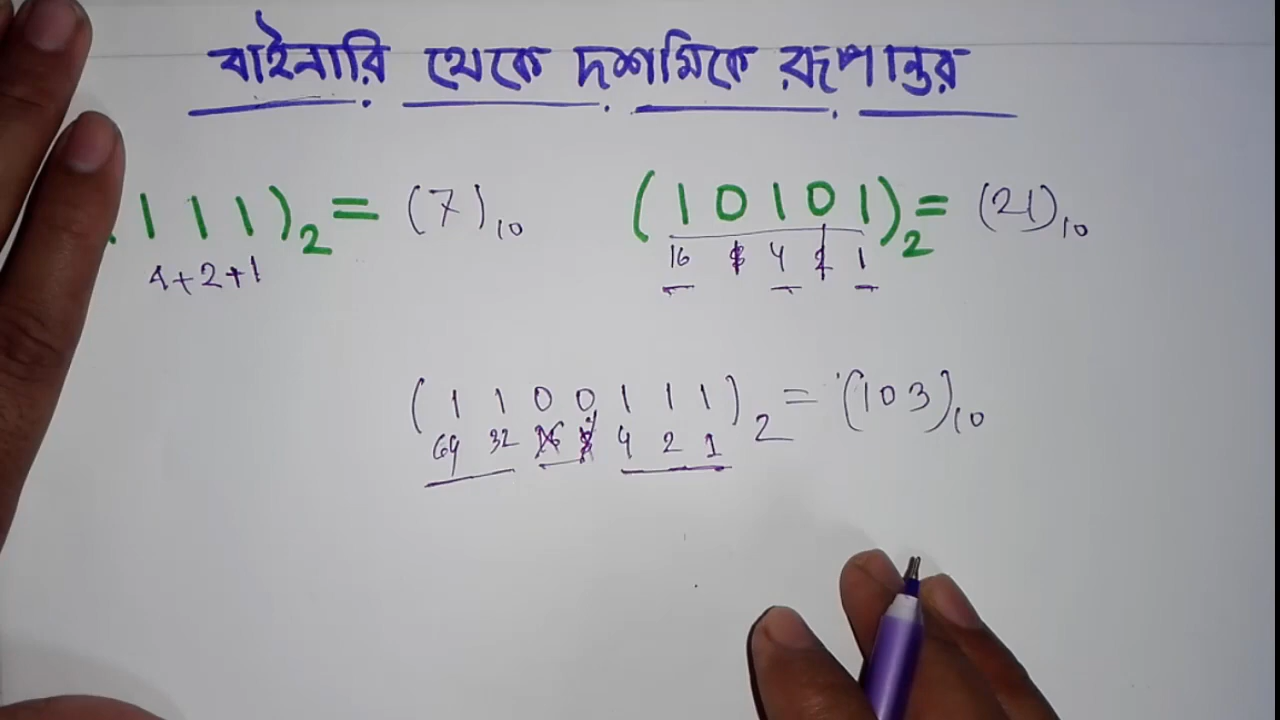 বাইনারি থেকে দশমিকে রূপান্তর
111)2 = (7)10
4+2+1
(10101)2 = (21)10
16 8 4 2 1
(1100111)2 = (103)10
64 32 16 8 4 2 1